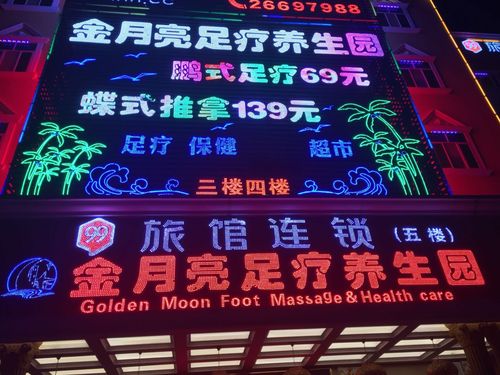 26697988
金月亮足疗养生园
鹏式足疗69元
蝶式推拿139元
足疗 保健 超市
三楼四楼
99 旅馆连锁(五楼)
金月亮足疗养生园
Golden Moon Foot Massage&Health care